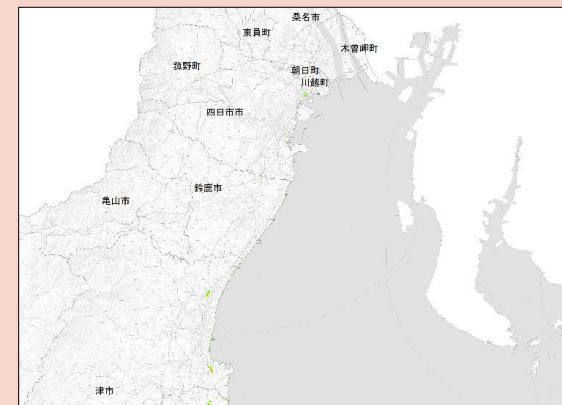 桑名市
東員町
木曽岬町
菰野町
朝日町
川越町
四日市市
鈴鹿市
亀山市
津市